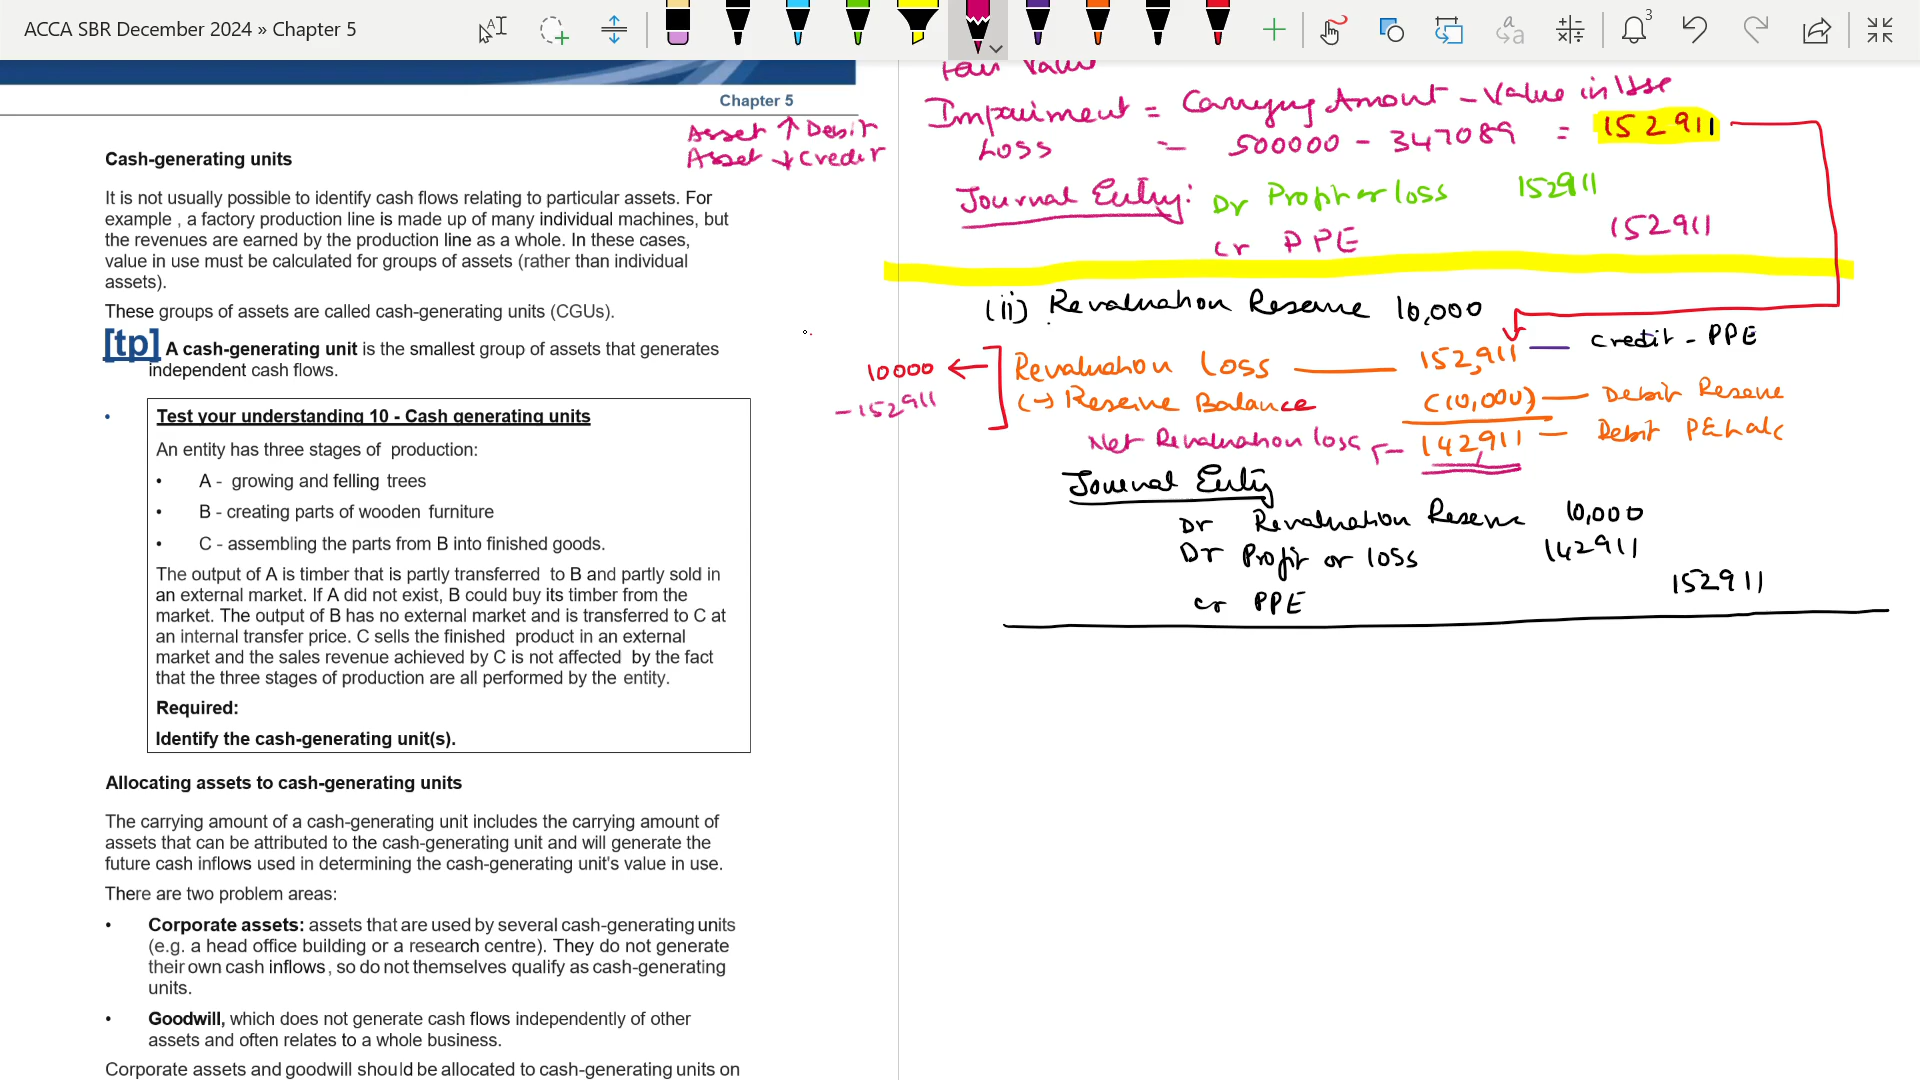 ACCA SBR December 2024 » Chapter 5
3
Chapter 5
Asset ↑ Debit
Asset ↓ Credit
Cash-generating units
It is not usually possible to identify cash flows relating to particular assets. For
example , a factory production line is made up of many individual machines, but
the revenues are earned by the production line as a whole. In these cases,
value in use must be calculated for groups of assets (rather than individual
assets).
These groups of assets are called cash-generating units (CGUs).
[tp] A cash-generating unit is the smallest group of assets that generates
independent cash flows.
• Test your understanding 10 - Cash generating units
An entity has three stages of production:
• A - growing and felling trees
• B - creating parts of wooden furniture
• C - assembling the parts from B into finished goods.
The output of A is timber that is partly transferred to B and partly sold in
an external market. If A did not exist, B could buy its timber from the
market. The output of B has no external market and is transferred to C at
an internal transfer price. C sells the finished product in an external
market and the sales revenue achieved by C is not affected by the fact
that the three stages of production are all performed by the entity.
Required:
Identify the cash-generating unit(s).
Allocating assets to cash-generating units
The carrying amount of a cash-generating unit includes the carrying amount of
assets that can be attributed to the cash-generating unit and will generate the
future cash inflows used in determining the cash-generating unit's value in use.
There are two problem areas:
• Corporate assets: assets that are used by several cash-generating units
(e.g. a head office building or a research centre). They do not generate
their own cash inflows, so do not themselves qualify as cash-generating
units.
• Goodwill, which does not generate cash flows independently of other
assets and often relates to a whole business.
Corporate assets and goodwill should be allocated to cash-generating units on
Fair Value
Impairment = Carrying Amount - Value in Use
Loss = 500000 - 347089 = 152911
Journal Entry: Dr Profit or loss 152911
cr PPE 152911
(ii) Revaluation Reserve 10,000
Revaluation Loss 152,911 — credit - PPE
10000 ←
(-) Reserve Balance (10,000) — Debit Reserve
-152911
Net Revaluation loss 142911 — Debit P&L a/c
Journal Entry
Dr Revaluation Reserve 10,000
Dr Profit or loss 142911
cr PPE 152911